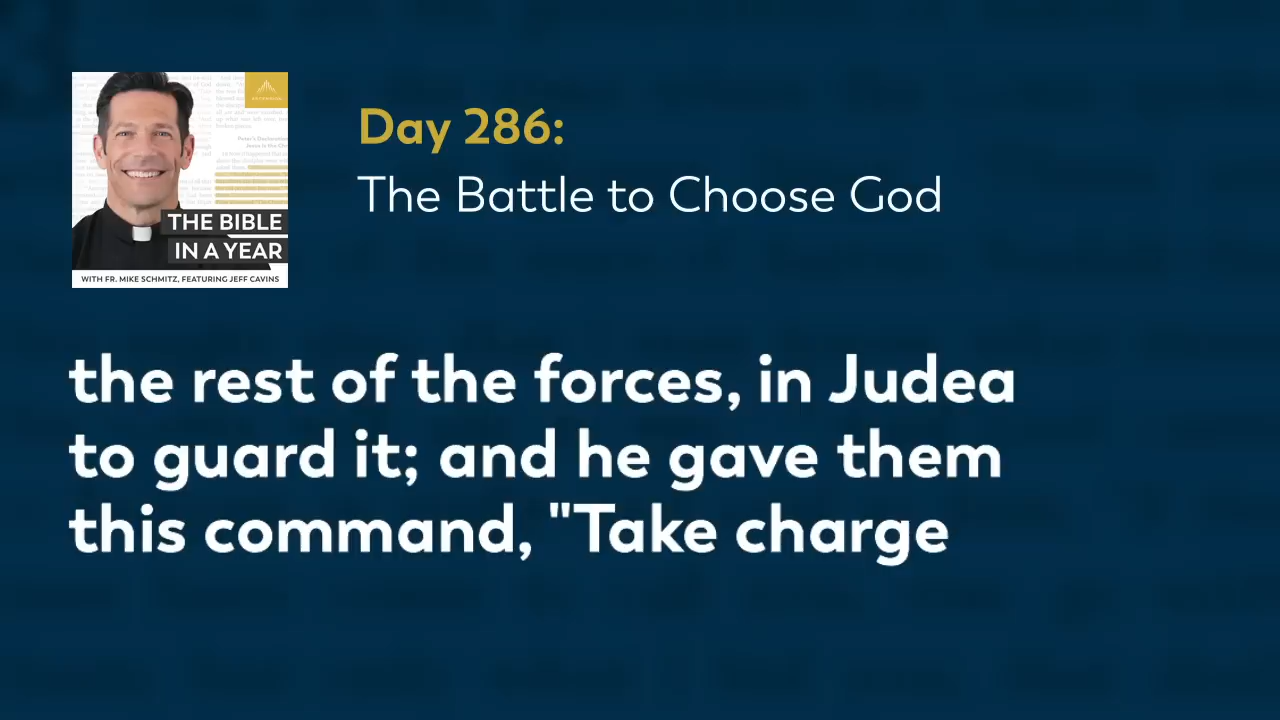 Day 286:
The Battle to Choose God
THE BIBLE
IN A YEAR
WITH FR. MIKE SCHMITZ, FEATURING JEFF CAVINS
the rest of the forces, in Judea
to guard it; and he gave them
this command, "Take charge